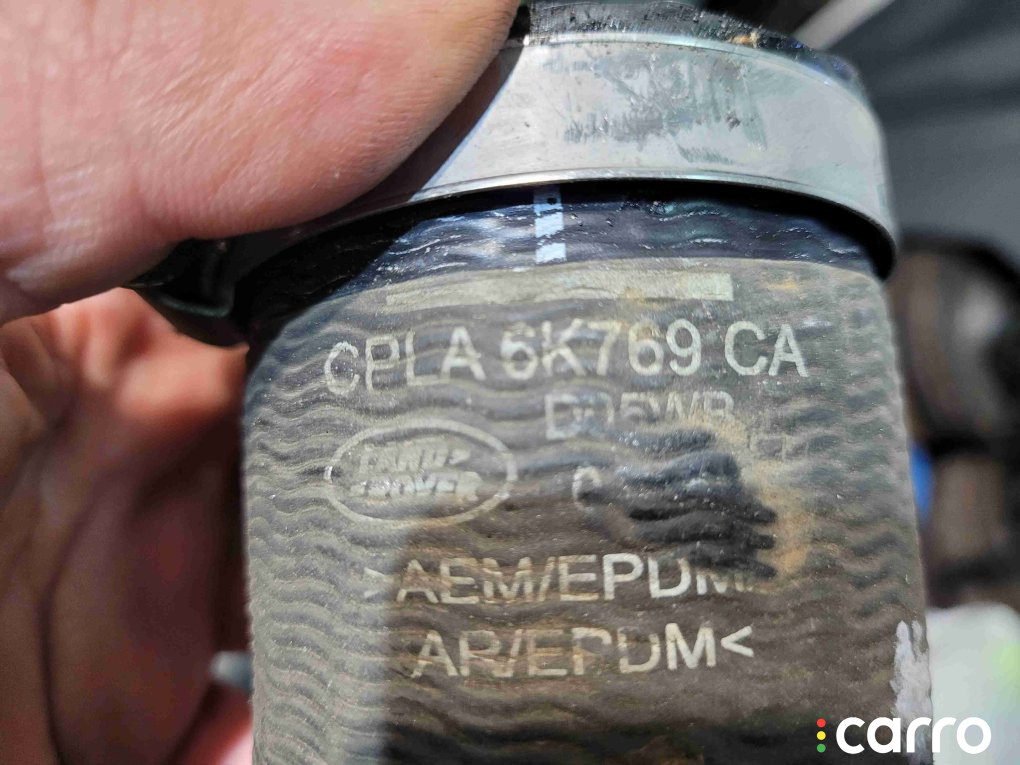 CPLA 6K769 CA
LAND
ROVER
>AEM/EPDM/
AR/EPDM<
carro